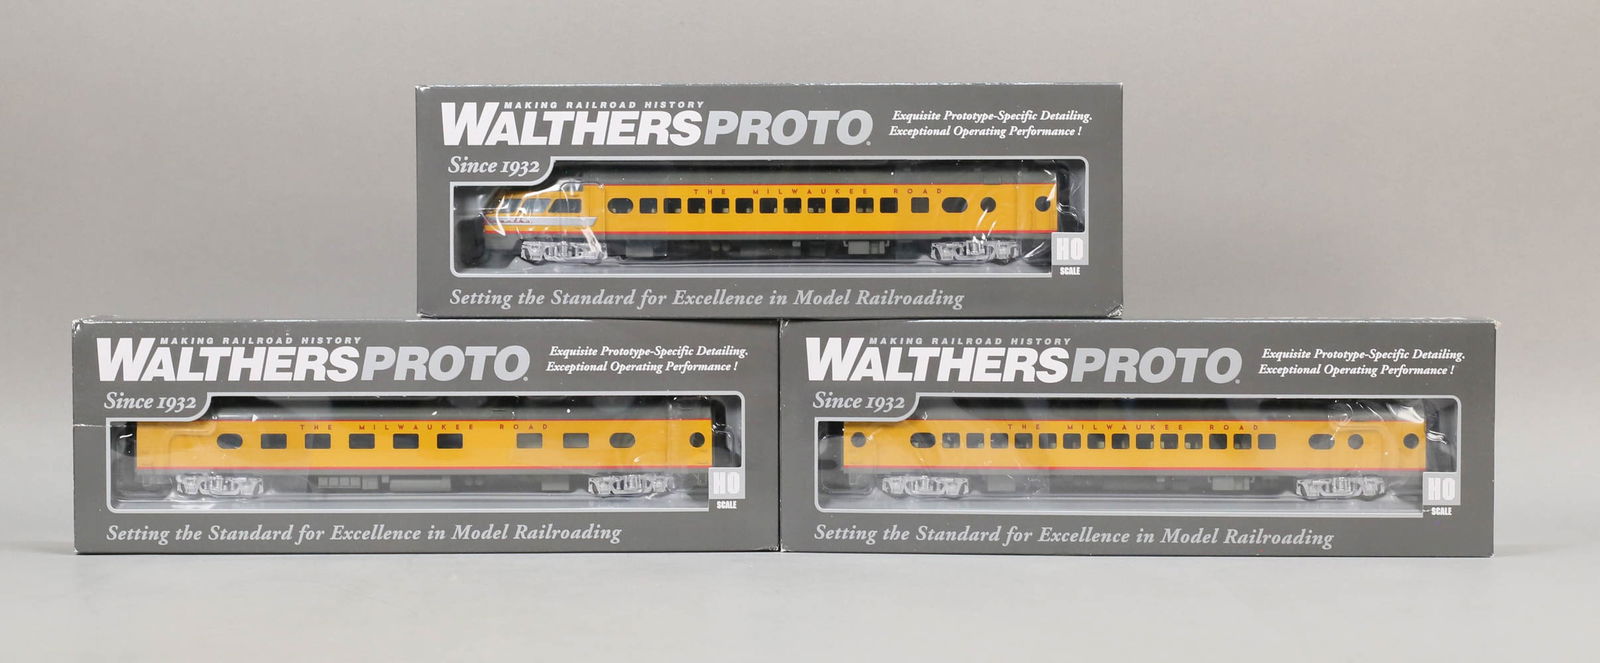 MAKING RAILROAD HISTORY
WALTHERSPROTO.
Exquisite Prototype-Specific Detailing.
Exceptional Operating Performance !
Since 1932
THE MILWAUKEE ROAD
HO
SCALE
Setting the Standard for Excellence in Model Railroading
MAKING RAILROAD HISTORY
WALTHERSPROTO.
Exquisite Prototype-Specific Detailing.
Exceptional Operating Performance !
Since 1932
THE MILWAUKEE ROAD
HO
SCALE
Setting the Standard for Excellence in Model Railroading
MAKING RAILROAD HISTORY
WALTHERSPROTO.
Exquisite Prototype-Specific Detailing.
Exceptional Operating Performance !
Since 1932
THE MILWAUKEE ROAD
HO
SCALE
Setting the Standard for Excellence in Model Railroading